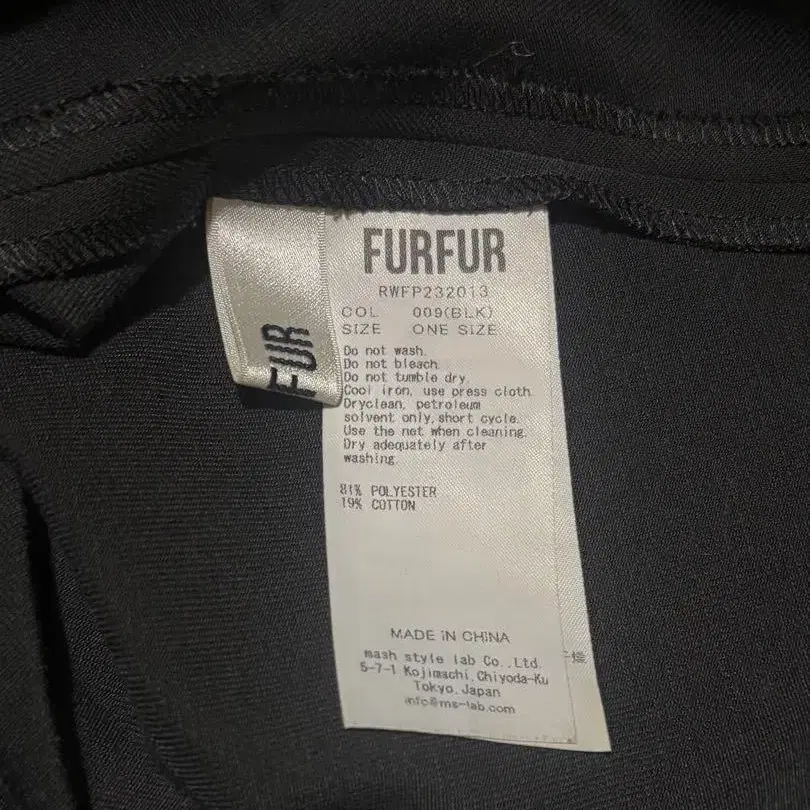 FURFUR
RWFP232013
COL 009(BLK)
SIZE ONE SIZE
Do not wash.
Do not bleach.
Do not tumble dry.
Cool iron, use press cloth.
Dryclean, petroleum
solvent only, short cycle.
Use the net when cleaning.
Dry adequately after
washing.
81% POLYESTER
19% COTTON
MADE IN CHINA
mash style lab Co.,Ltd.
5-7-1 Kojimachi,Chiyoda-Ku
Tokyo,Japan
info@ms-lab.com
FUR